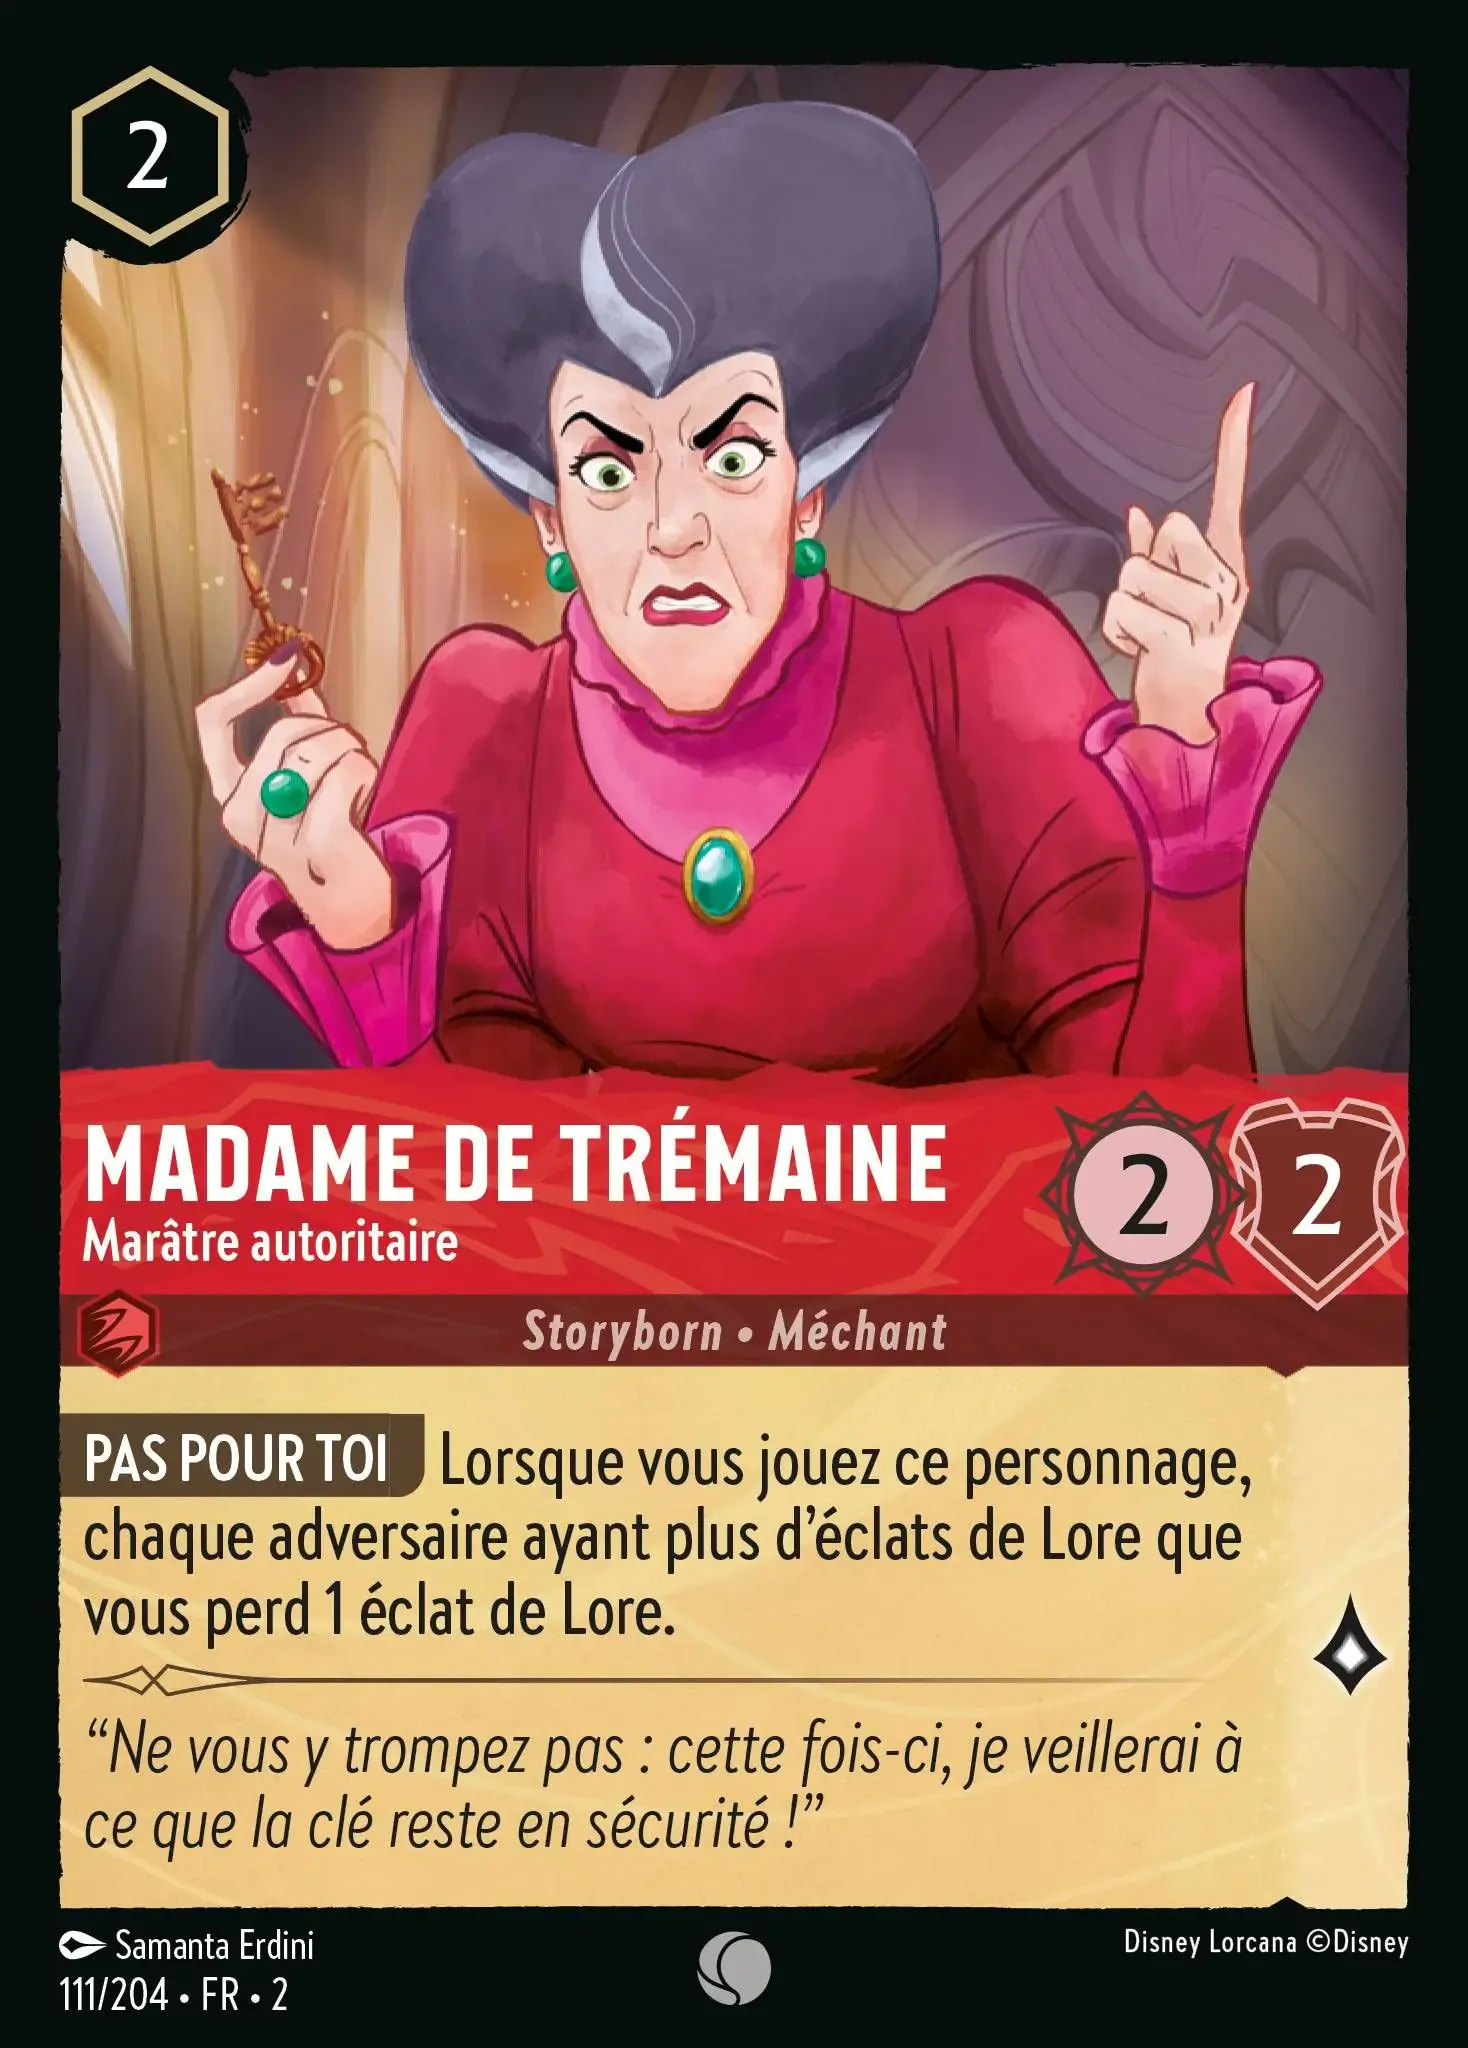 2
MADAME DE TRÉMAINE
Marâtre autoritaire
2
2
Storyborn • Méchant
PAS POUR TOI Lorsque vous jouez ce personnage,
chaque adversaire ayant plus d’éclats de Lore que
vous perd 1 éclat de Lore.
“Ne vous y trompez pas : cette fois-ci, je veillerai à
ce que la clé reste en sécurité !”
Samanta Erdini
Disney Lorcana ©Disney
111/204 • FR • 2